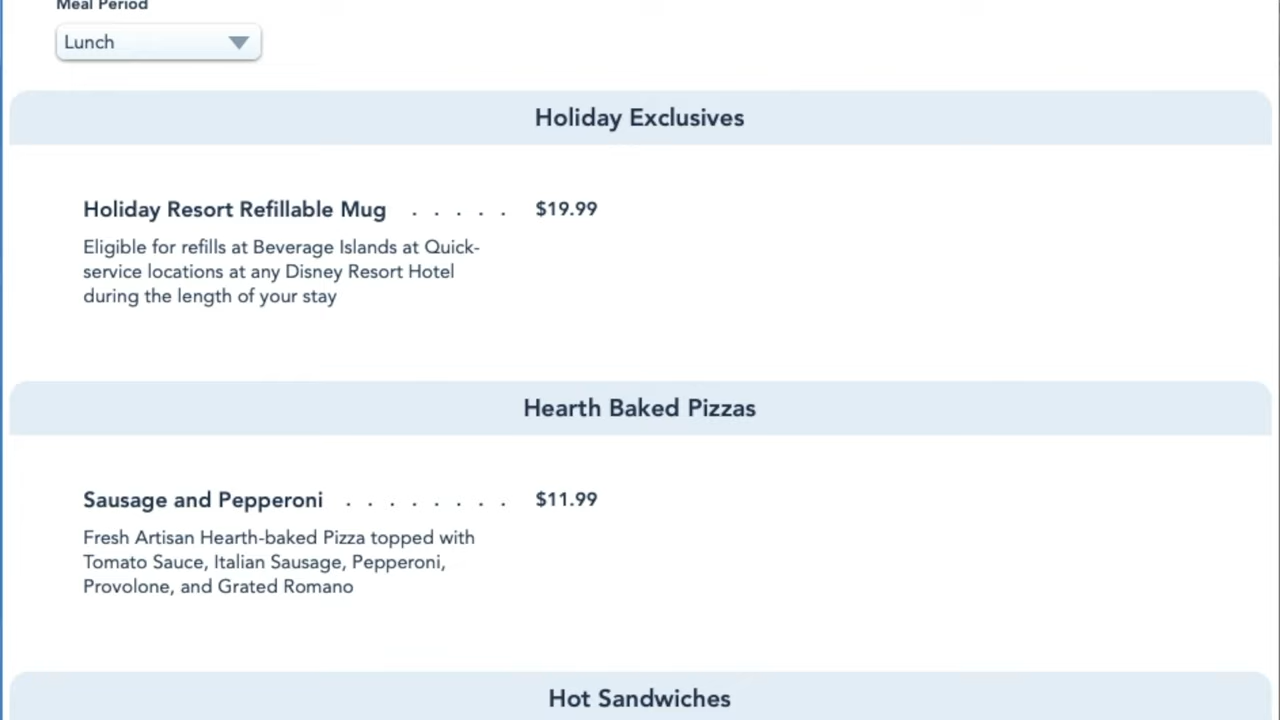 Meal Period
Lunch
Holiday Exclusives
Holiday Resort Refillable Mug . . . . . $19.99
Eligible for refills at Beverage Islands at Quick-
service locations at any Disney Resort Hotel
during the length of your stay
Hearth Baked Pizzas
Sausage and Pepperoni . . . . . . . . $11.99
Fresh Artisan Hearth-baked Pizza topped with
Tomato Sauce, Italian Sausage, Pepperoni,
Provolone, and Grated Romano
Hot Sandwiches